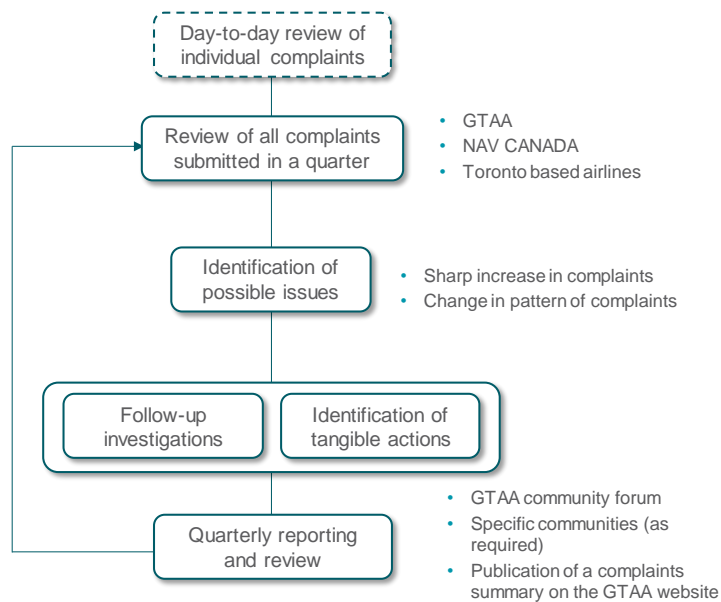 Day-to-day review of
individual complaints
Review of all complaints
submitted in a quarter
• GTAA
• NAV CANADA
• Toronto based airlines
Identification of
possible issues
• Sharp increase in complaints
• Change in pattern of complaints
Follow-up
investigations
Identification of
tangible actions
Quarterly reporting
and review
• GTAA community forum
• Specific communities (as
required)
• Publication of a complaints
summary on the GTAA website